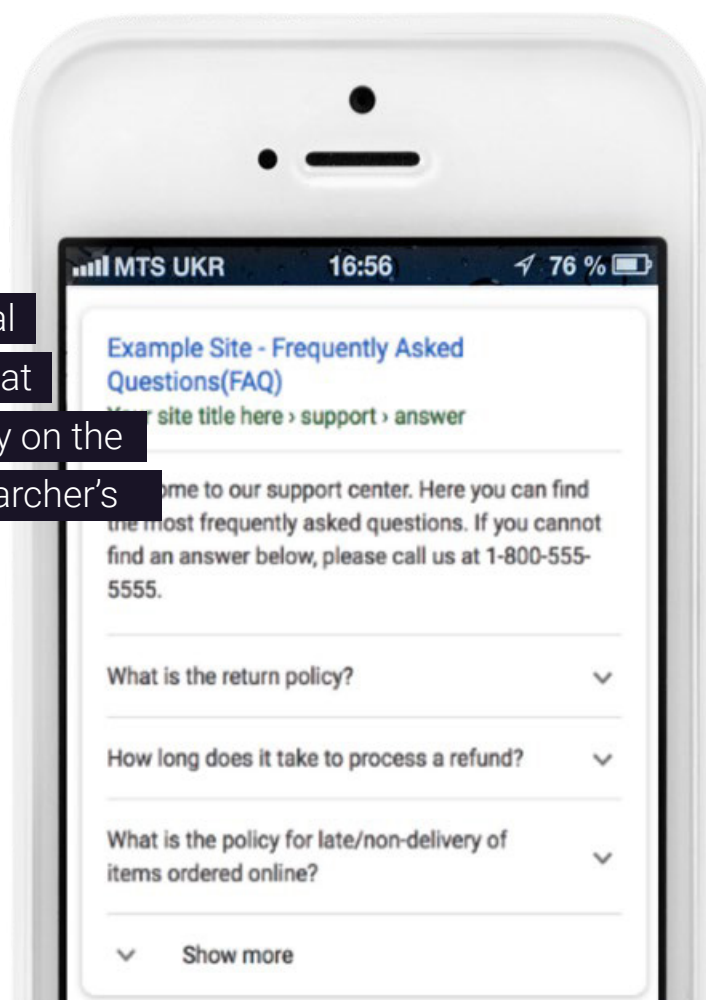 MTS UKR 16:56 76 %
al
at
y on the
archer's
Example Site - Frequently Asked
Questions(FAQ)
site title here › support › answer
ome to our support center. Here you can find
the most frequently asked questions. If you cannot
find an answer below, please call us at 1-800-555-
5555.
What is the return policy?
How long does it take to process a refund?
What is the policy for late/non-delivery of
items ordered online?
Show more